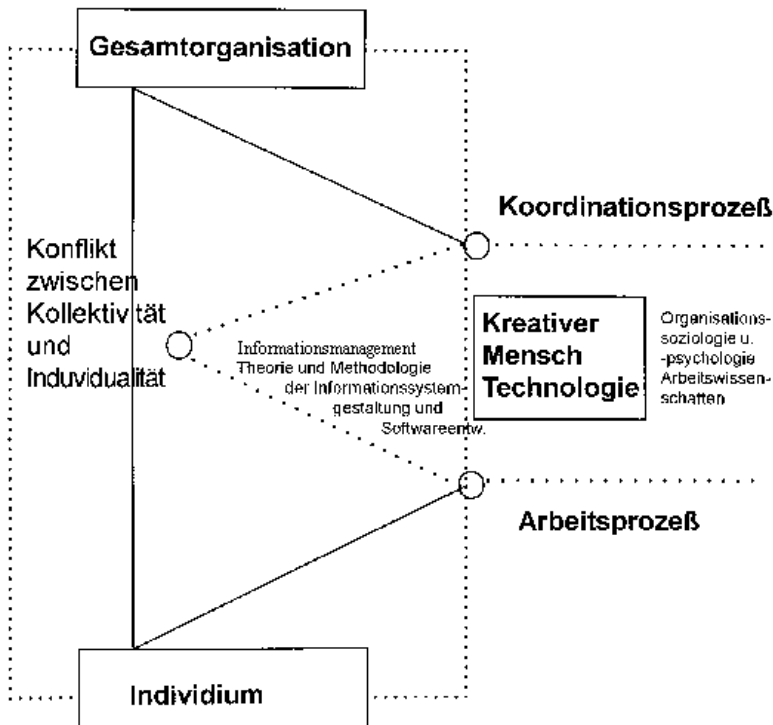 Gesamtorganisation
Koordinationsprozeß
Konflikt
zwischen
Kollektivität
und
Induvidualität
Informationsmanagement
Theorie und Methodologie
der Informationssystem-
gestaltung und
Softwareentw.
Kreativer
Mensch
Technologie
Organisations-
soziologie u.
-psychologie
Arbeitswissen-
schatten
Arbeitsprozeß
Individium